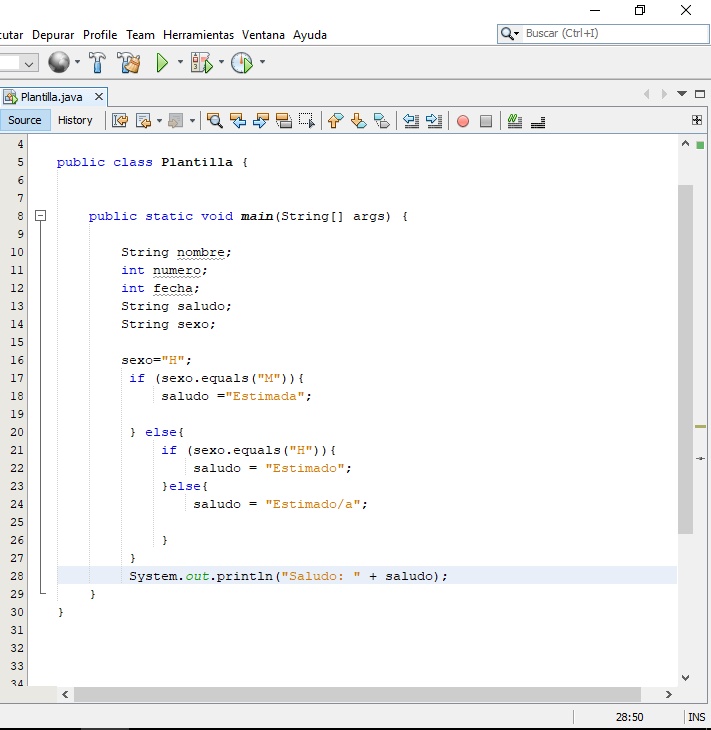 cutar Depurar Profile Team Herramientas Ventana Ayuda
Buscar (Ctrl+I)
Plantilla.java
Source History
4
5 public class Plantilla {
6
7
8 public static void main(String[] args) {
9
10 String nombre;
11 int numero;
12 int fecha;
13 String saludo;
14 String sexo;
15
16 sexo="H";
17 if (sexo.equals("M")){
18 saludo ="Estimada";
19
20 } else{
21 if (sexo.equals("H")){
22 saludo = "Estimado";
23 }else{
24 saludo = "Estimado/a";
25
26 }
27 }
28 System.out.println("Saludo: " + saludo);
29 }
30 }
31
32
33
34
28:50 INS